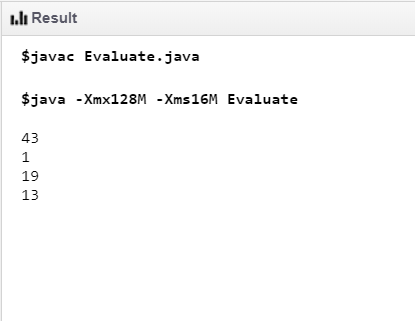 Result
$javac Evaluate.java
$java -Xmx128M -Xms16M Evaluate
43
1
19
13